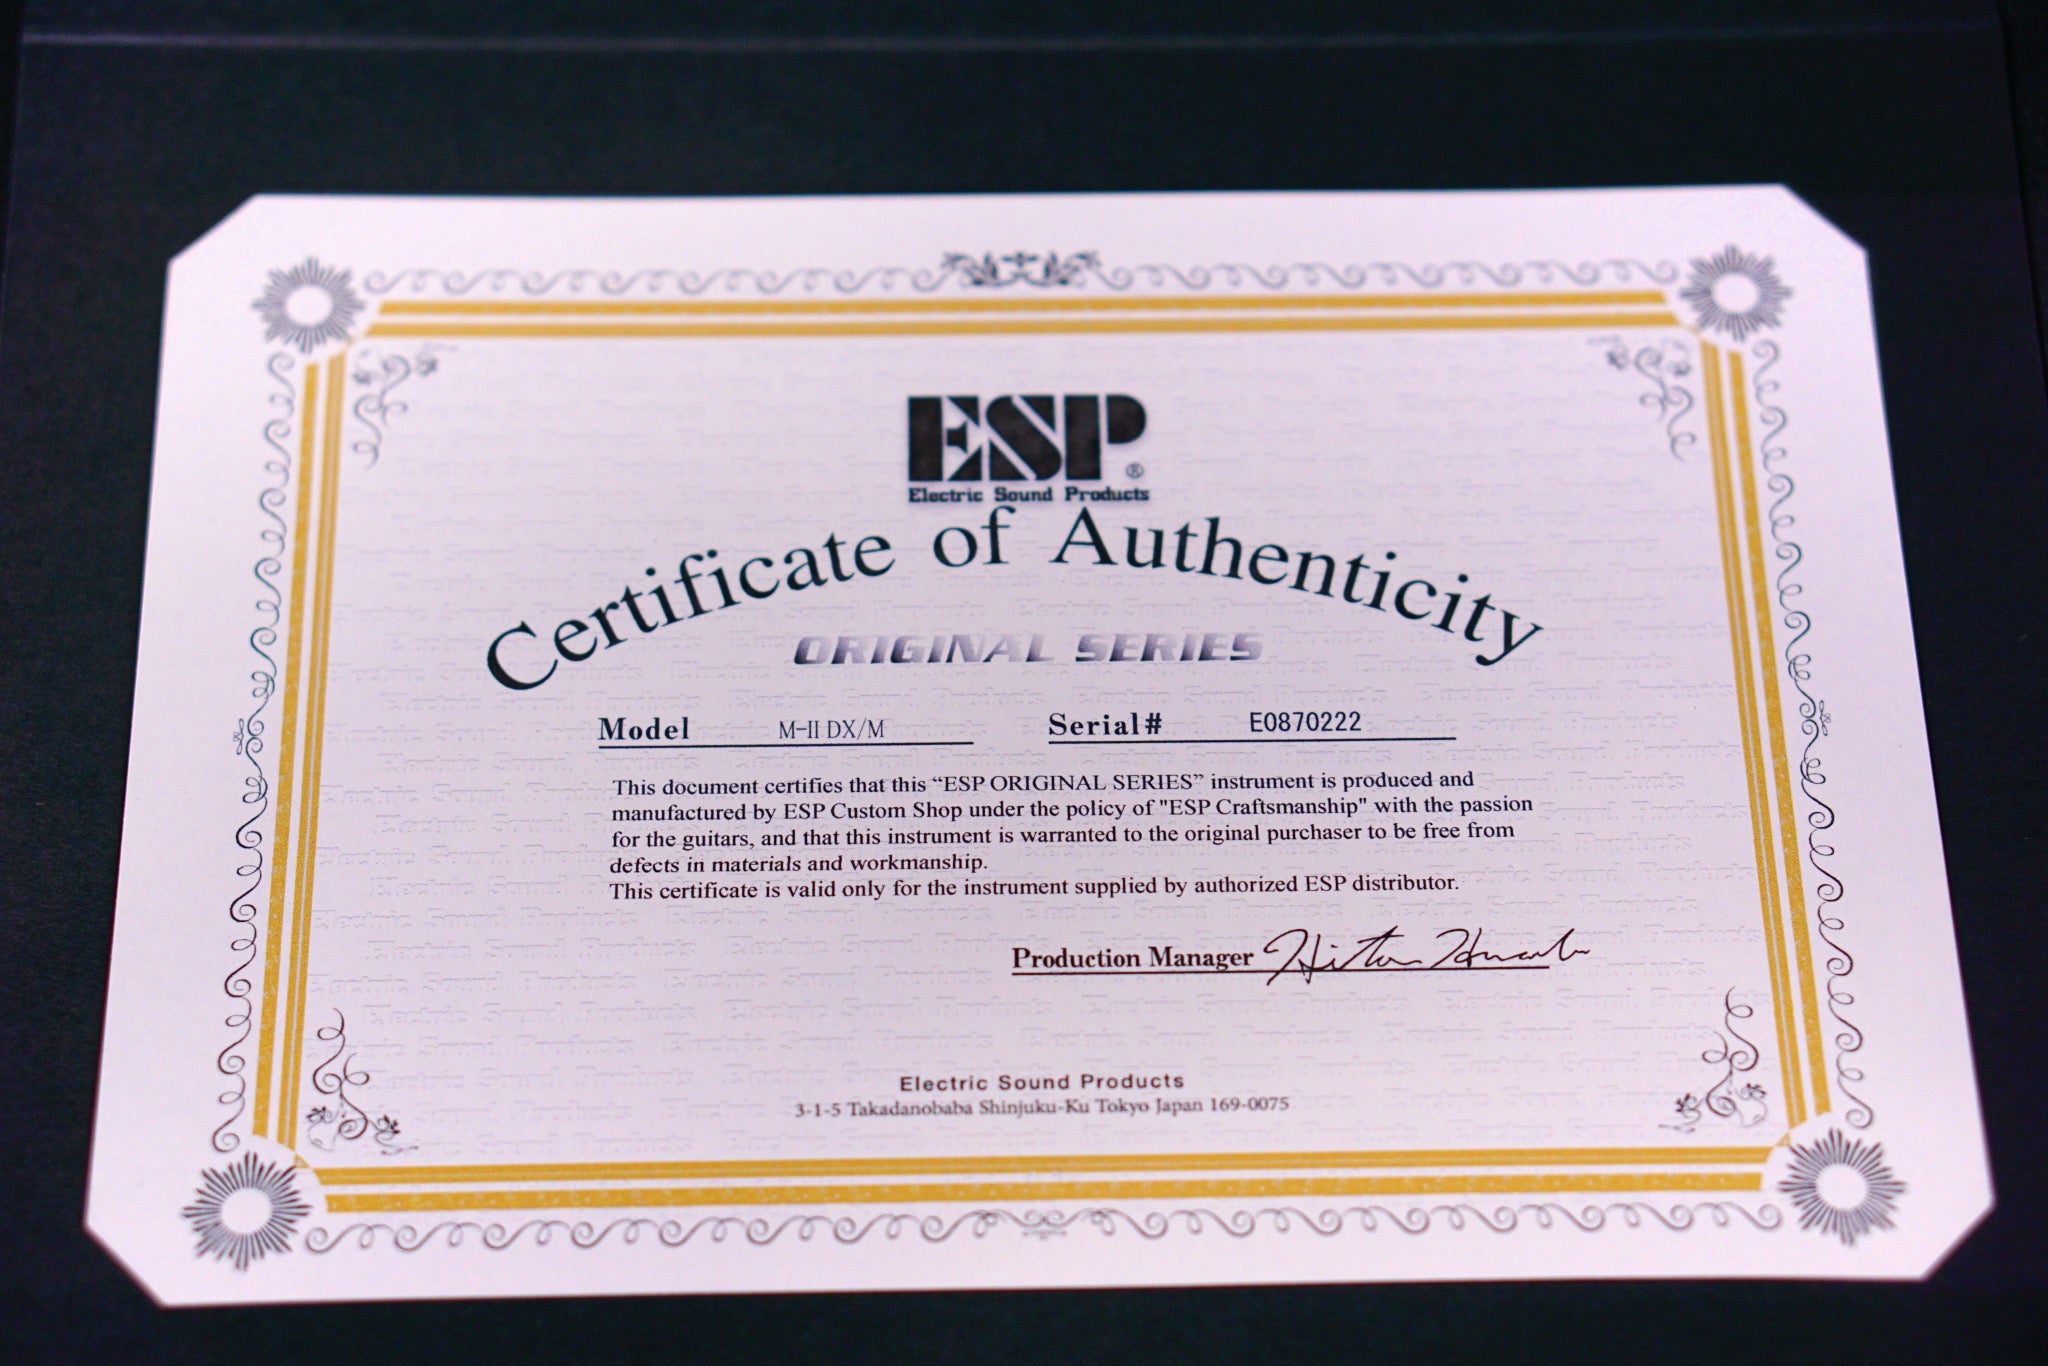 ESP®
Electric Sound Products
Certificate of Authenticity
ORIGINAL SERIES
Model M-II DX/M Serial# E0870222
This document certifies that this “ESP ORIGINAL SERIES” instrument is produced and
manufactured by ESP Custom Shop under the policy of "ESP Craftsmanship" with the passion
for the guitars, and that this instrument is warranted to the original purchaser to be free from
defects in materials and workmanship.
This certificate is valid only for the instrument supplied by authorized ESP distributor.
Production Manager
Electric Sound Products
3-1-5 Takadanobaba Shinjuku-Ku Tokyo Japan 169-0075